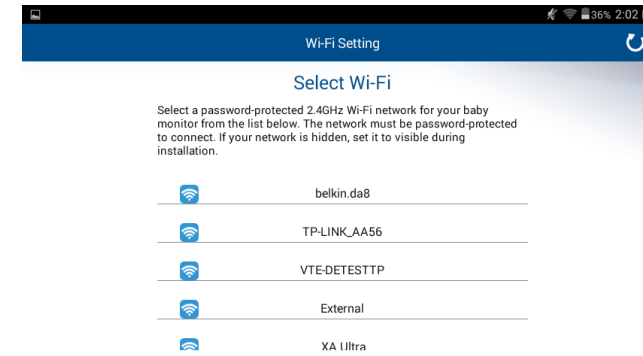 36% 2:02
Wi-Fi Setting
Select Wi-Fi
Select a password-protected 2.4GHz Wi-Fi network for your baby
monitor from the list below. The network must be password-protected
to connect. If your network is hidden, set it to visible during
installation.
belkin.da8
TP-LINK_AA56
VTE-DETESTTP
External
XA Ultra